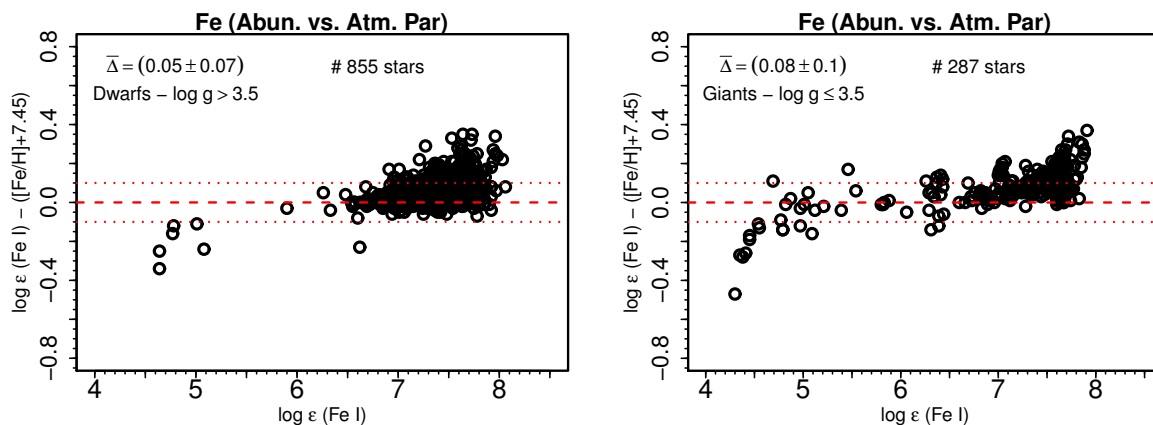 Fe (Abun. vs. Atm. Par)
Δ̅ = (0.05 ± 0.07)
# 855 stars
Dwarfs − log g > 3.5
log ε (Fe I) − ([Fe/H]+7.45)
0.8
0.4
0.0
−0.4
−0.8
4 5 6 7 8
log ε (Fe I)
Fe (Abun. vs. Atm. Par)
Δ̅ = (0.08 ± 0.1)
# 287 stars
Giants − log g ≤ 3.5
log ε (Fe I) − ([Fe/H]+7.45)
0.8
0.4
0.0
−0.4
−0.8
4 5 6 7 8
log ε (Fe I)